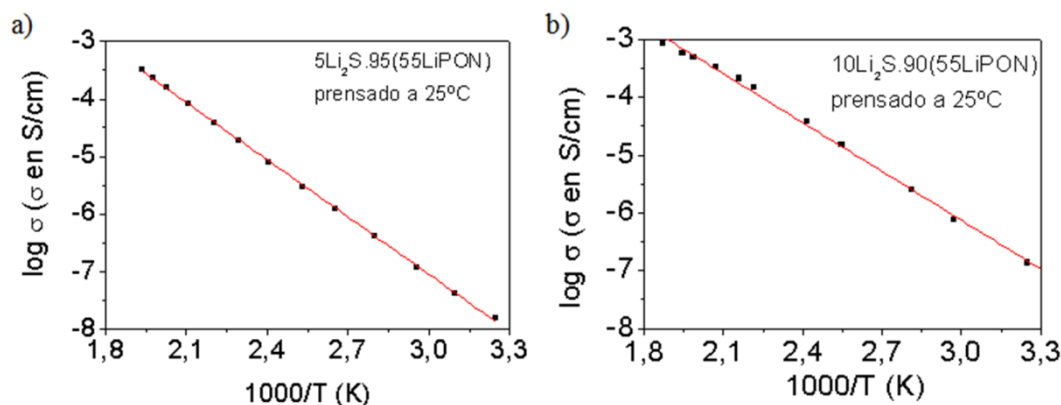 a)
log σ (σ en S/cm)
-3
-4
-5
-6
-7
-8
5Li₂S.95(55LiPON)
prensado a 25ºC
1,8
2,1
2,4
2,7
3,0
3,3
1000/T (K)
b)
log σ (σ en S/cm)
-3
-4
-5
-6
-7
-8
10Li₂S.90(55LiPON)
prensado a 25ºC
1,8
2,1
2,4
2,7
3,0
3,3
1000/T (K)